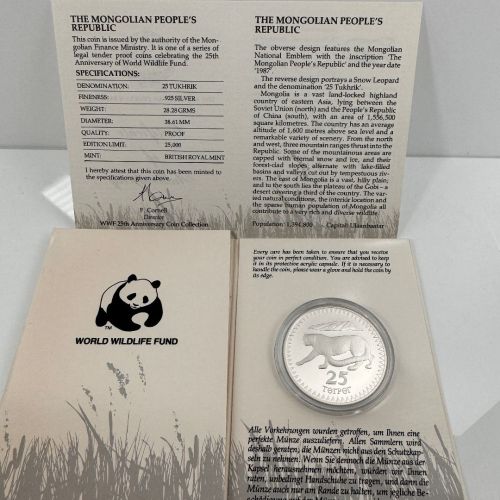 THE MONGOLIAN PEOPLE'S
REPUBLIC
This coin is issued by the authority of the Mon-
golian Finance Ministry. It is one of a series of
legal tender proof coins celebrating the 25th
Anniversary of World Wildlife Fund.
SPECIFICATIONS:
DENOMINATION: 25 TUKHRIK
FINENESS: .925 SILVER
WEIGHT: 28.28 GRMS
DIAMETER: 38.61 MM
QUALITY: PROOF
EDITION LIMIT: 25,000
MINT: BRITISH ROYAL MINT
I hereby attest that this coin has been minted to
the specifications given above.
F. Cornell
Director
WWF 25th Anniversary Coin Collection
THE MONGOLIAN PEOPLE'S
REPUBLIC
The obverse design features the Mongolian
National Emblem with the inscription 'The
Mongolian People's Republic' and the year date
'1987'.
The reverse design portrays a Snow Leopard
and the denomination '25 Tukhrik'.
Mongolia is a vast land-locked highland
country of eastern Asia, lying between the
Soviet Union (north) and the People's Republic
of China (south), with an area of 1,556,500
square kilometres. The country has an average
altitude of 1,600 metres above sea level and a
remarkable variety of scenery. From the north
and west, three mountain ranges thrust into the
Republic. Some of the mountainous areas are
capped with eternal snow and ice, and their
forest-clad slopes alternate with lake-filled
basins and valleys cut out by tempestuous riv-
ers. The east of Mongolia is a vast, hilly plain;
and to the south lies the plateau of the Gobi - a
desert covering a third of the country. The var-
ied natural conditions, the interior location and
the sparse human population of Mongolia all
contribute to a very rich and diverse wildlife.
Population: 1,394,800 Capital: Ulaanbaatar
TM
WORLD WILDLIFE FUND
Every care has been taken to ensure that you receive
your coin in perfect condition. You are advised to keep
it in its protective acrylic capsule. If it is necessary to
handle the coin, please wear a glove and hold the coin by
its edge.
25
ТӨГРӨГ
Alle Vorkehrungen wurden getroffen, um Ihnen eine
perfekte Münze auszuliefern. Allen Sammlern wird
deshalb geraten, die Münzen nicht aus den Schutzkap-
seln zu nehmen. Wenn Sie dennoch die Münze aus der
Kapsel herausnehmen möchten, würden wir Ihnen
raten, unbedingt Handschuhe zu tragen, und dann die
Münze auch nur am Rande zu halten, um jegliche Be-